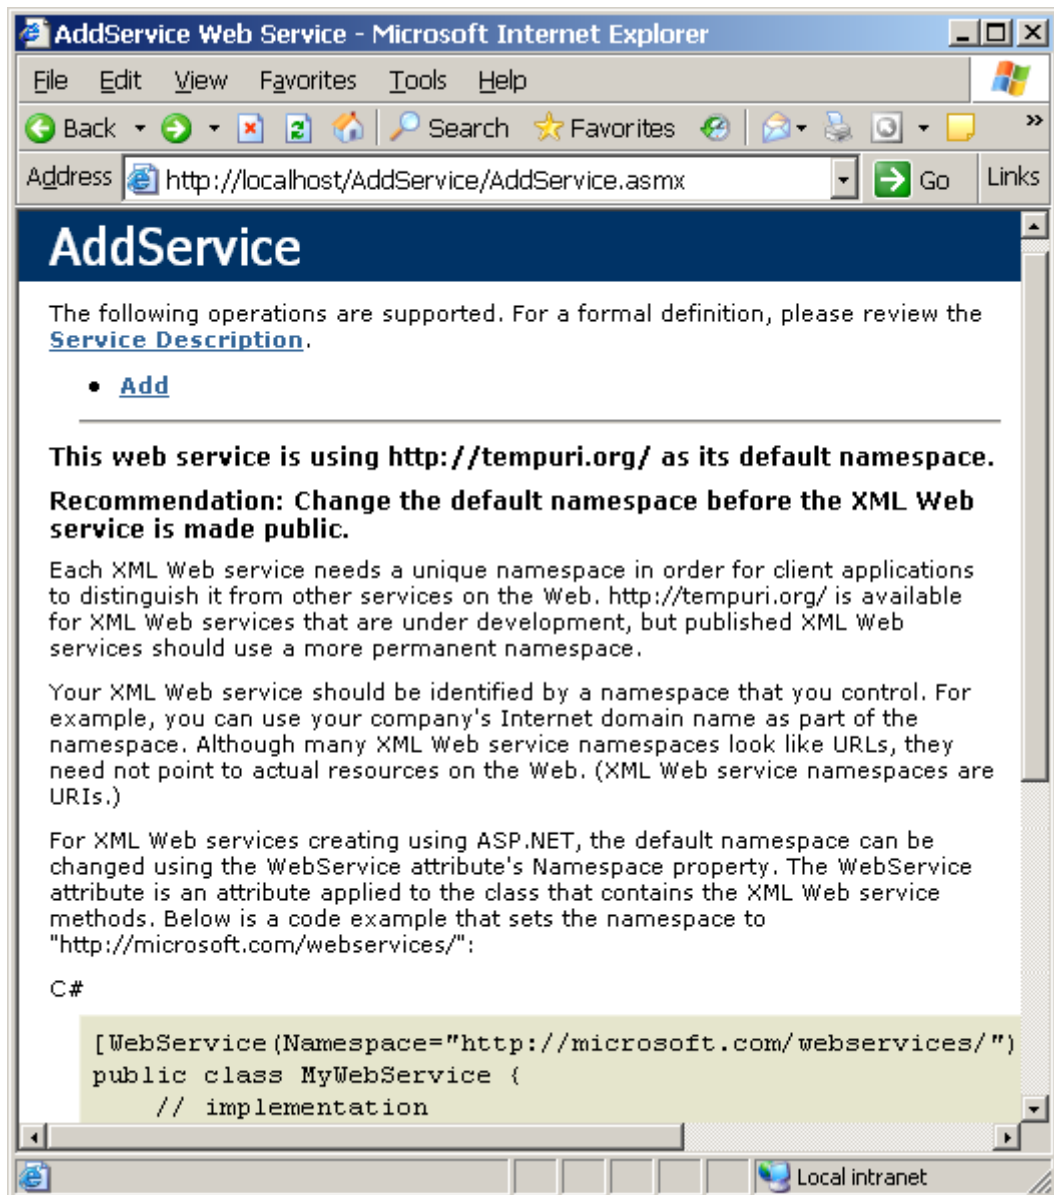 AddService Web Service - Microsoft Internet Explorer
File Edit View Favorites Tools Help
Back Search Favorites »
Address http://localhost/AddService/AddService.asmx Go Links
AddService
The following operations are supported. For a formal definition, please review the
Service Description.
• Add
This web service is using http://tempuri.org/ as its default namespace.
Recommendation: Change the default namespace before the XML Web
service is made public.
Each XML Web service needs a unique namespace in order for client applications
to distinguish it from other services on the Web. http://tempuri.org/ is available
for XML Web services that are under development, but published XML Web
services should use a more permanent namespace.
Your XML Web service should be identified by a namespace that you control. For
example, you can use your company's Internet domain name as part of the
namespace. Although many XML Web service namespaces look like URLs, they
need not point to actual resources on the Web. (XML Web service namespaces are
URIs.)
For XML Web services creating using ASP.NET, the default namespace can be
changed using the WebService attribute's Namespace property. The WebService
attribute is an attribute applied to the class that contains the XML Web service
methods. Below is a code example that sets the namespace to
"http://microsoft.com/webservices/":
C#
[WebService(Namespace="http://microsoft.com/webservices/")
public class MyWebService {
// implementation
Local intranet